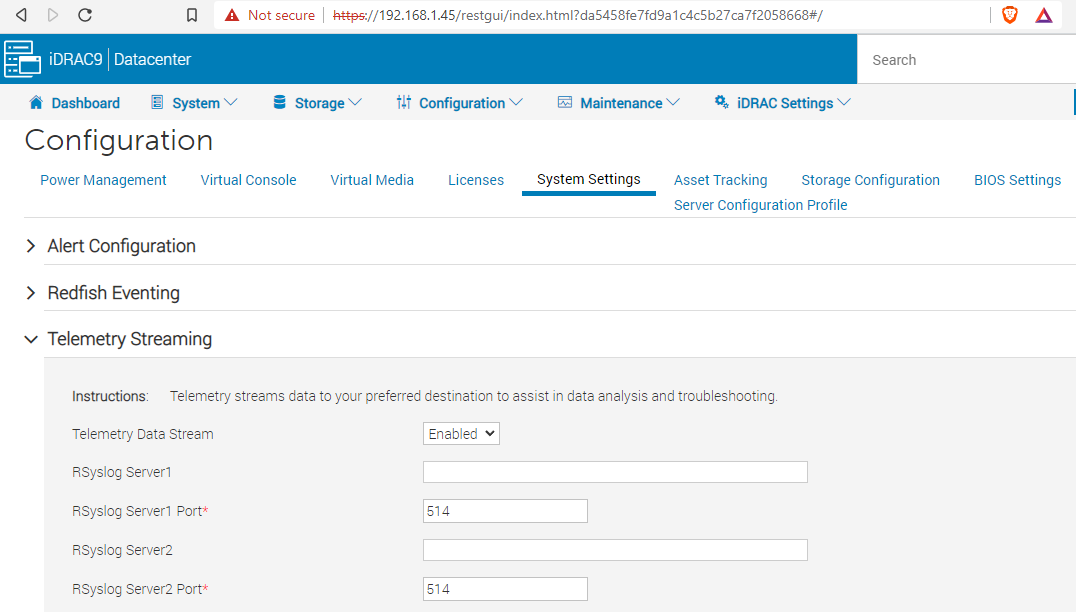 Not secure https://192.168.1.45/restgui/index.html?da5458fe7fd9a1c4c5b27ca7f2058668#/
iDRAC9 Datacenter Search
Dashboard System Storage Configuration Maintenance iDRAC Settings
Configuration
Power Management Virtual Console Virtual Media Licenses System Settings Asset Tracking Storage Configuration BIOS Settings
Server Configuration Profile
Alert Configuration
Redfish Eventing
Telemetry Streaming
Instructions: Telemetry streams data to your preferred destination to assist in data analysis and troubleshooting.
Telemetry Data Stream Enabled
RSyslog Server1
RSyslog Server1 Port* 514
RSyslog Server2
RSyslog Server2 Port* 514